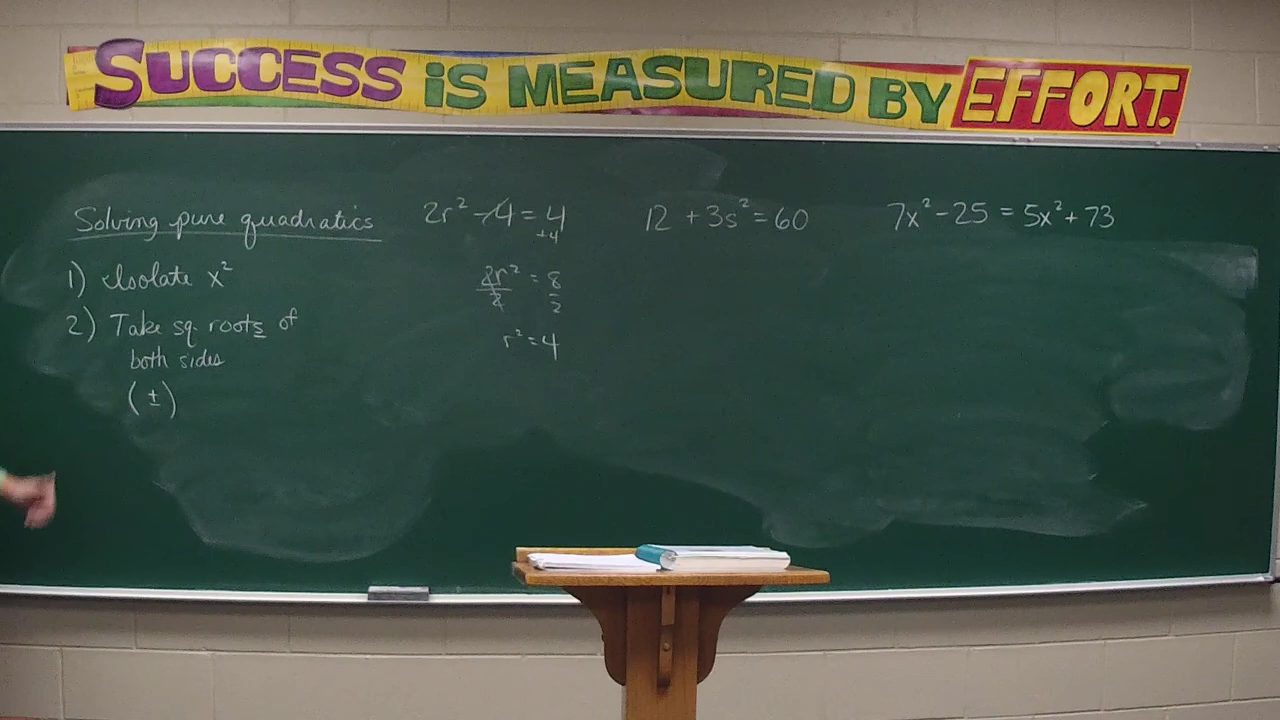 SUCCESS iS MEASURED BY EFFORT.
Solving pure quadratics
1) Isolate x²
2) Take sq. roots of
both sides
(±)
2r² - 4 = 4
+4
2r² = 8
2 2
r² = 4
12 + 3s² = 60
7x² - 25 = 5x² + 73